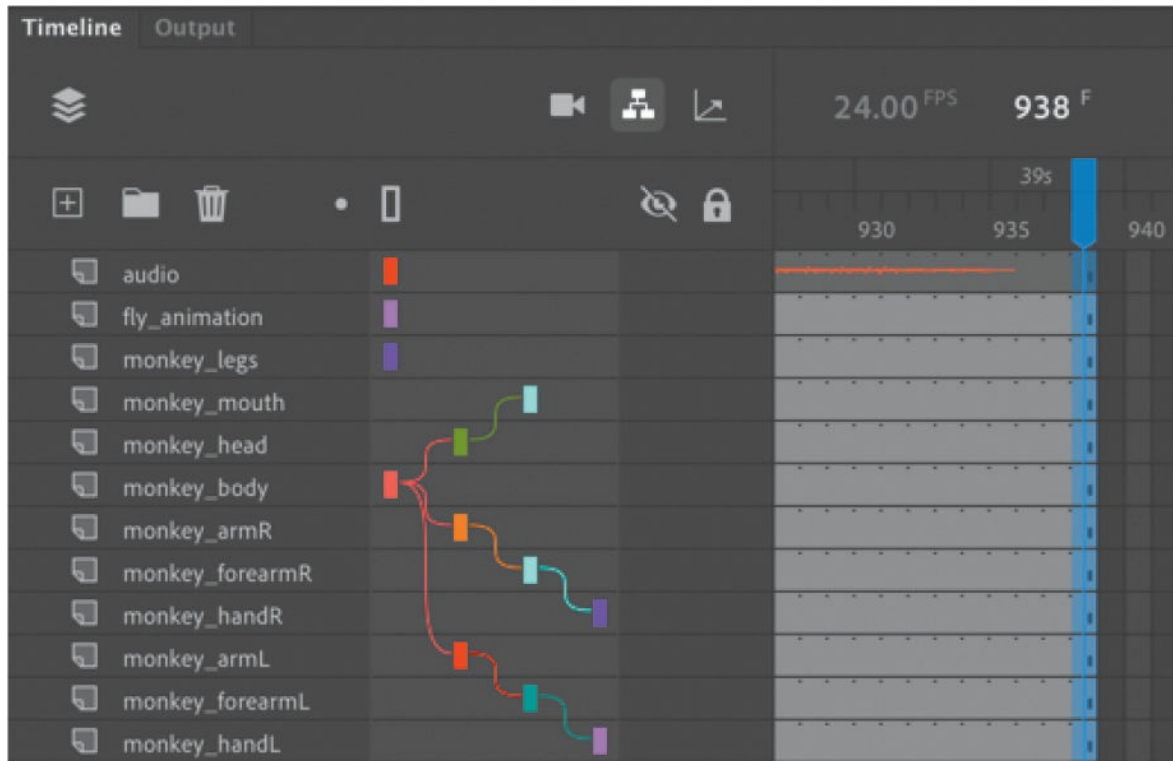 Timeline Output
24.00 FPS 938 F
39s
930 935 940
audio
fly_animation
monkey_legs
monkey_mouth
monkey_head
monkey_body
monkey_armR
monkey_forearmR
monkey_handR
monkey_armL
monkey_forearmL
monkey_handL